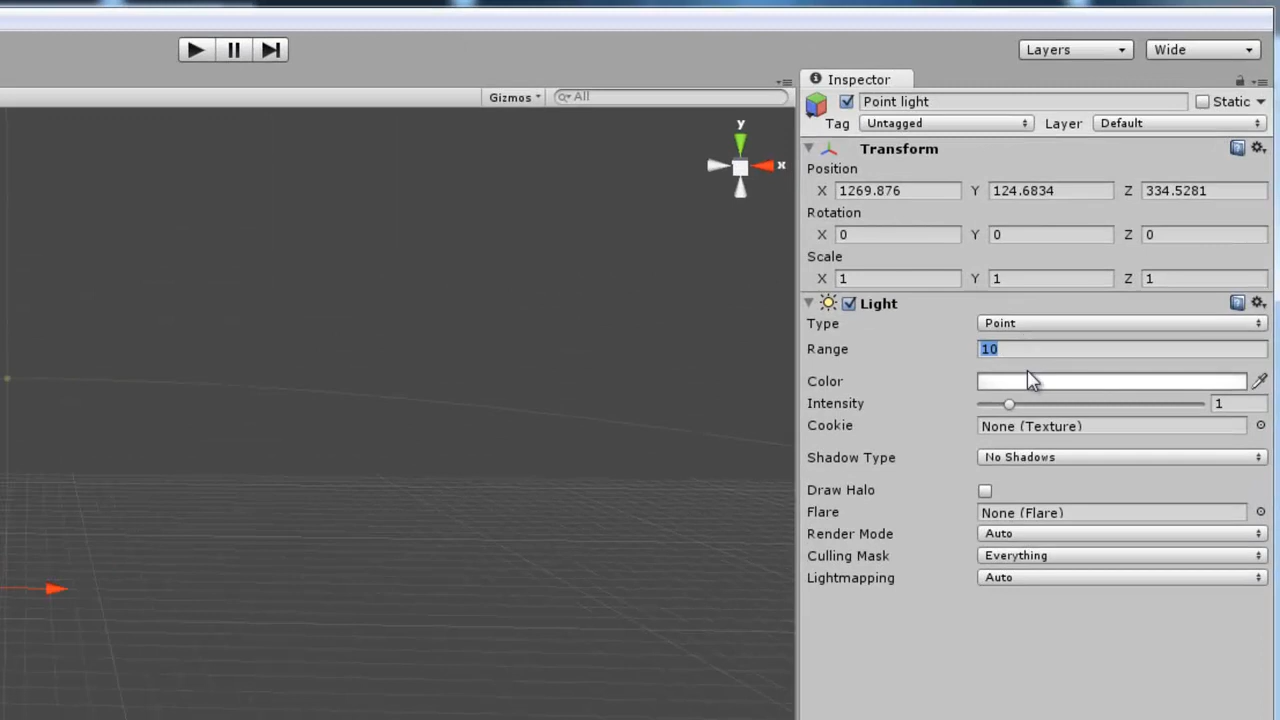 Layers Wide
Inspector
Gizmos All
Point light Static
Tag Untagged Layer Default
y
x
Transform
Position
X 1269.876 Y 124.6834 Z 334.5281
Rotation
X 0 Y 0 Z 0
Scale
X 1 Y 1 Z 1
Light
Type Point
Range 10
Color
Intensity 1
Cookie None (Texture)
Shadow Type No Shadows
Draw Halo
Flare None (Flare)
Render Mode Auto
Culling Mask Everything
Lightmapping Auto